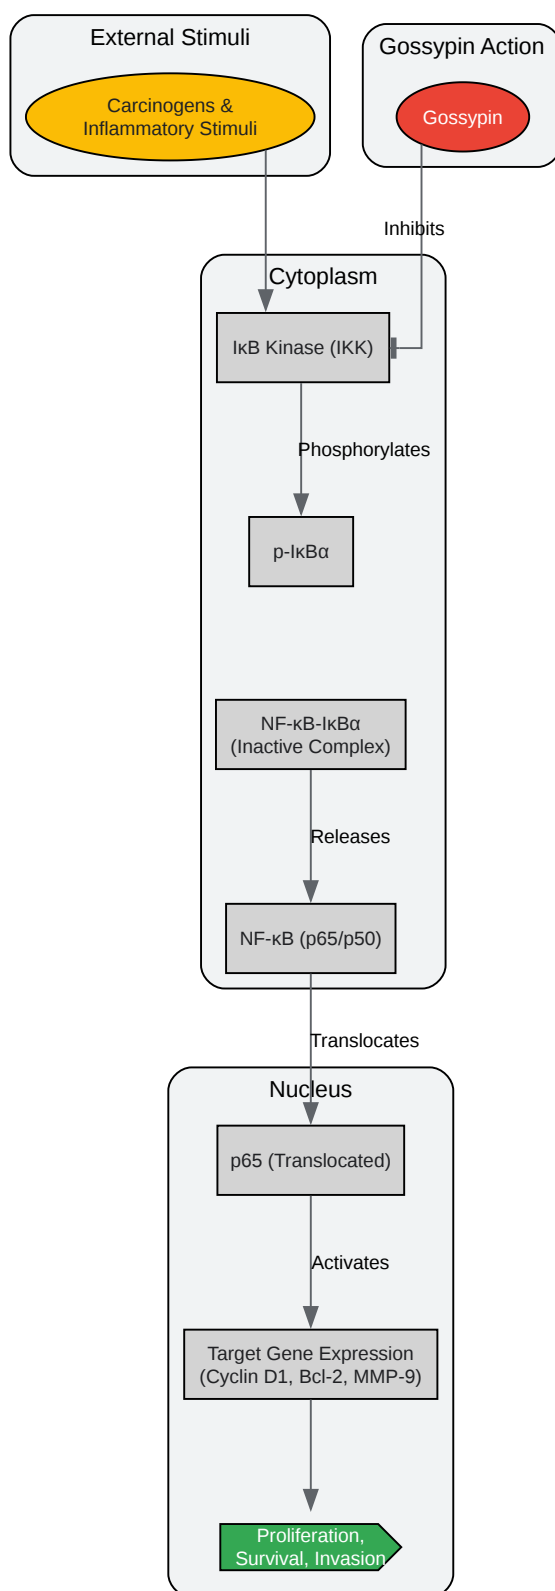 External Stimuli
Carcinogens &
Inflammatory Stimuli
Gossypin Action
Gossypin
Inhibits
Cytoplasm
IκB Kinase (IKK)
Phosphorylates
p-IκBα
NF-κB-IκBα
(Inactive Complex)
Releases
NF-κB (p65/p50)
Translocates
Nucleus
p65 (Translocated)
Activates
Target Gene Expression
(Cyclin D1, Bcl-2, MMP-9)
Proliferation,
Survival, Invasion